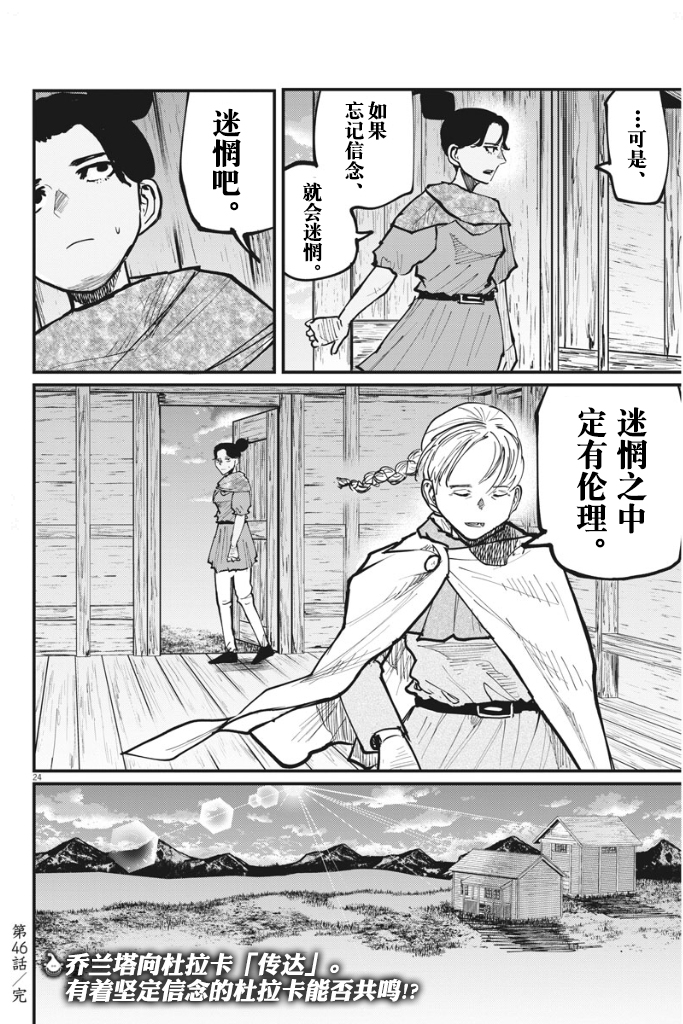 …可是、
如果
忘记信念、
就会迷惘。
迷惘吧。
迷惘之中
定有伦理。
24
乔兰塔向杜拉卡「传达」。
有着坚定信念的杜拉卡能否共鸣!?
第46話／完